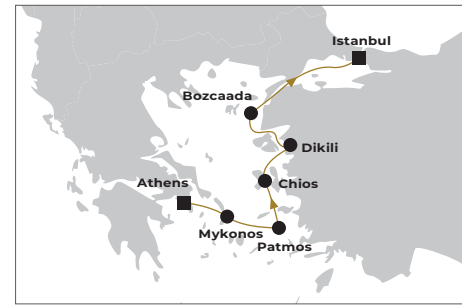 Istanbul
Bozcaada
Dikili
Athens
Chios
Mykonos
Patmos